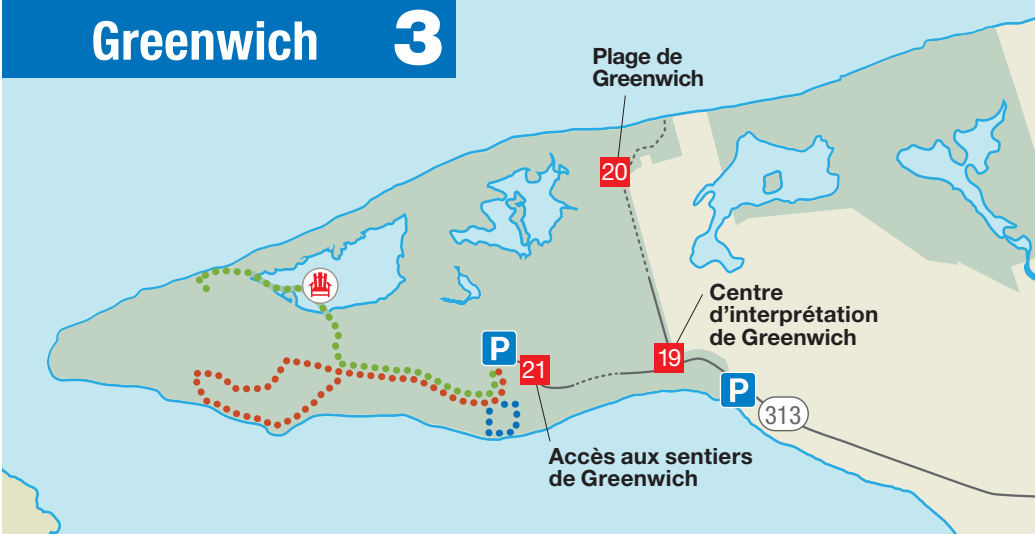 Greenwich 3
Plage de
Greenwich
20
Centre
d'interprétation
de Greenwich
19
P
21
P
313
Accès aux sentiers
de Greenwich